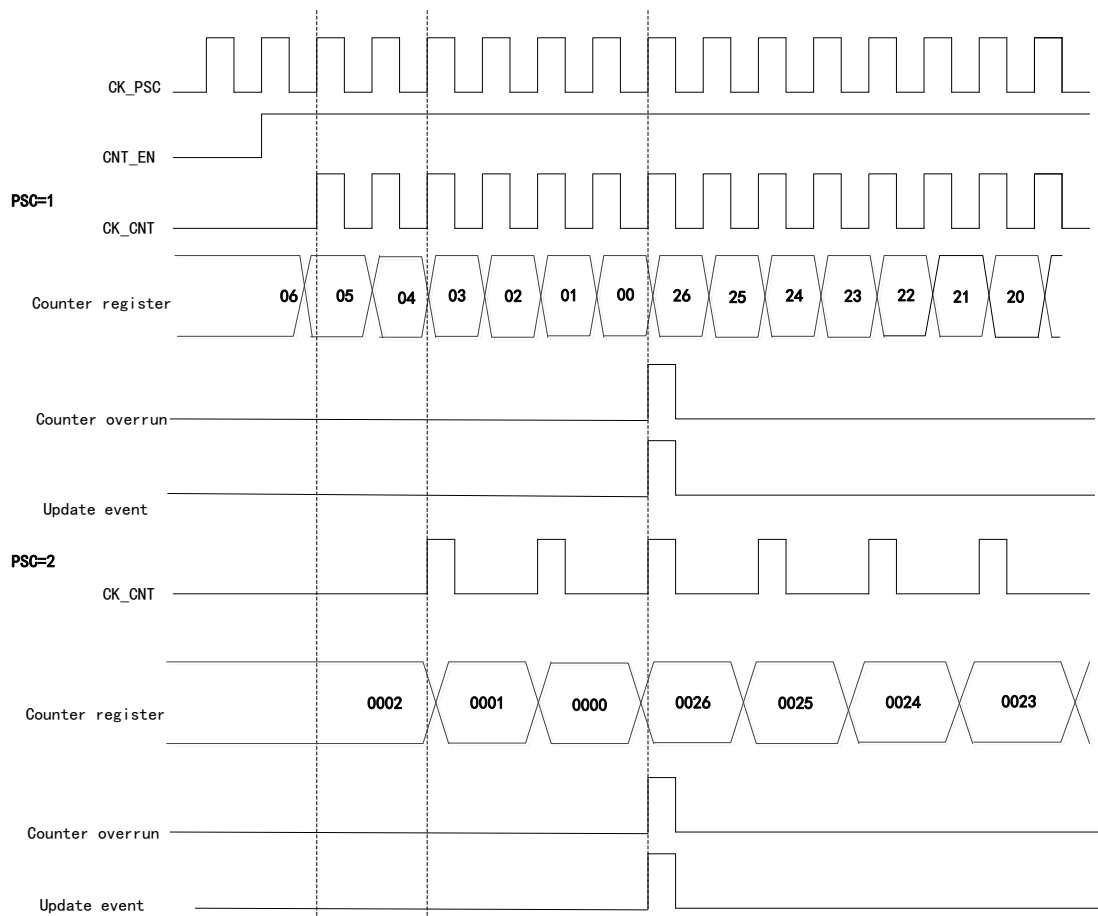 CK_PSC
CNT_EN
PSC=1
CK_CNT
Counter register 06 05 04 03 02 01 00 26 25 24 23 22 21 20
Counter overrun
Update event
PSC=2
CK_CNT
Counter register 0002 0001 0000 0026 0025 0024 0023
Counter overrun
Update event